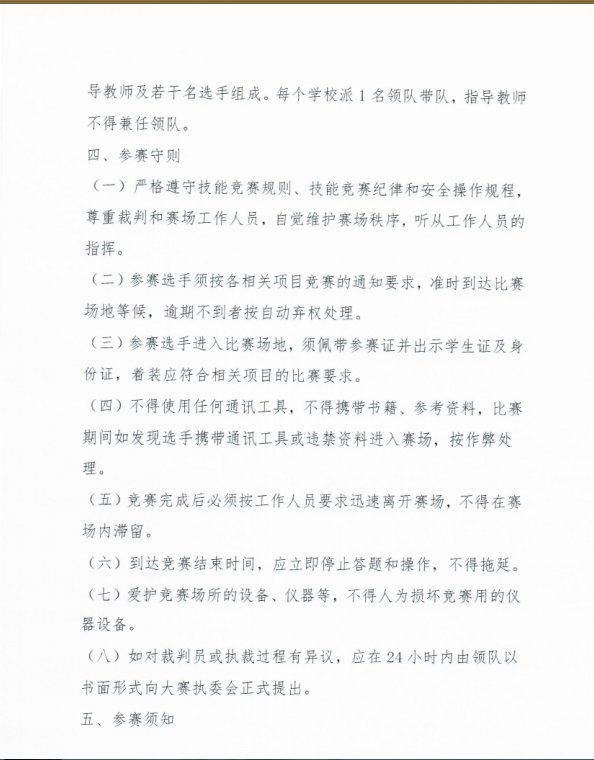 导教师及若干名选手组成。每个学校派 1 名领队带队，指导教师
不得兼任领队。
四、参赛守则
（一）严格遵守技能竞赛规则、技能竞赛纪律和安全操作规程，
尊重裁判和赛场工作人员，自觉维护赛场秩序，听从工作人员的
指挥。
（二）参赛选手须按各相关项目竞赛的通知要求，准时到达比赛
场地等候，逾期不到者按自动弃权处理。
（三）参赛选手进入比赛场地，须佩带参赛证并出示学生证及身
份证，着装应符合相关项目的比赛要求。
（四）不得使用任何通讯工具，不得携带书籍、参考资料，比赛
期间如发现选手携带通讯工具或违禁资料进入赛场，按作弊处
理。
（五）竞赛完成后必须按工作人员要求迅速离开赛场，不得在赛
场内滞留。
（六）到达竞赛结束时间，应立即停止答题和操作，不得拖延。
（七）爱护竞赛场所的设备、仪器等，不得人为损坏竞赛用的仪
器设备。
（八）如对裁判员或执裁过程有异议，应在 24 小时内由领队以
书面形式向大赛执委会正式提出。
五、参赛须知